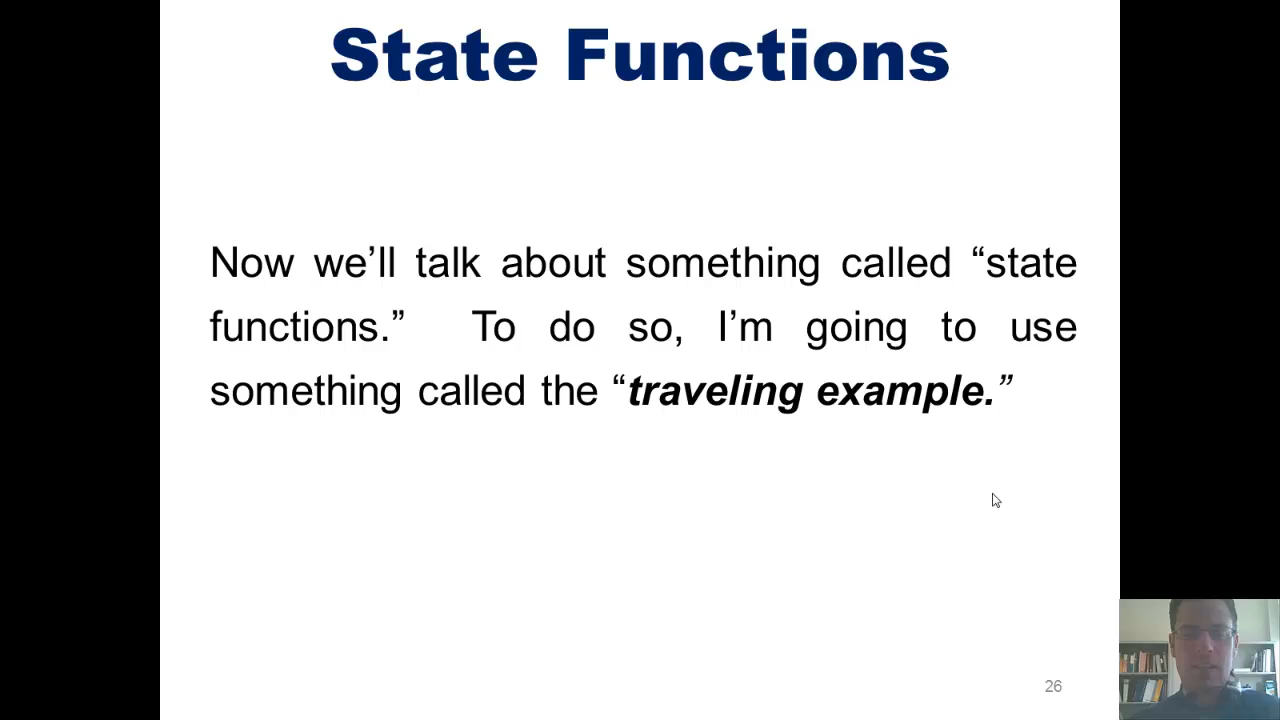 State Functions
Now we’ll talk about something called “state
functions.” To do so, I’m going to use
something called the “traveling example.”
26